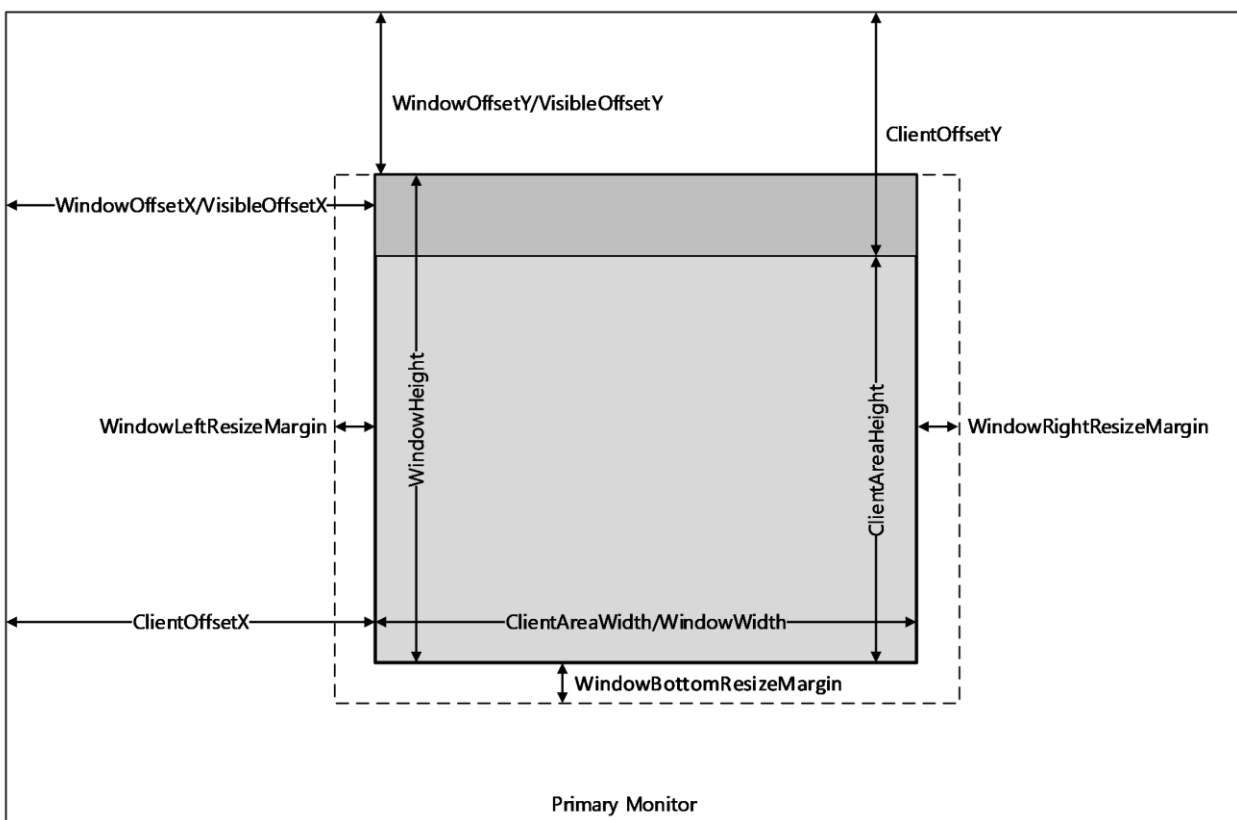 WindowOffsetY/VisibleOffsetY
ClientOffsetY
WindowOffsetX/VisibleOffsetX
WindowHeight
ClientAreaHeight
WindowLeftResizeMargin
WindowRightResizeMargin
ClientOffsetX
ClientAreaWidth/WindowWidth
WindowBottomResizeMargin
Primary Monitor